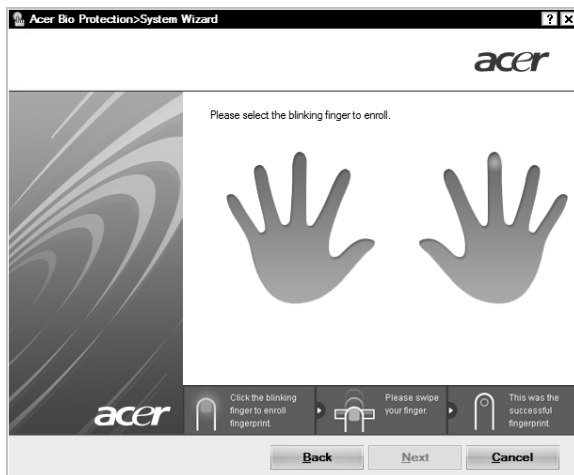 Acer Bio Protection>System Wizard
? X
acer
Please select the blinking finger to enroll.
acer
Click the blinking
finger to enroll
fingerprint.
Please swipe
your finger.
This was the
successful
fingerprint.
Back
Next
Cancel